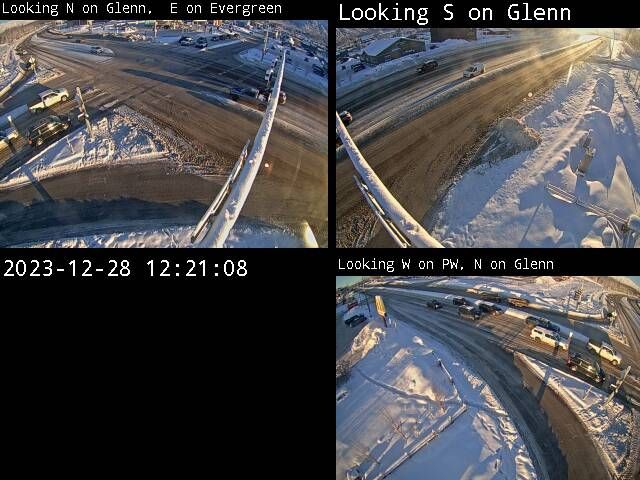 Looking N on Glenn, E on Evergreen
Looking S on Glenn
2023-12-28 12:21:08
Looking W on PW, N on Glenn